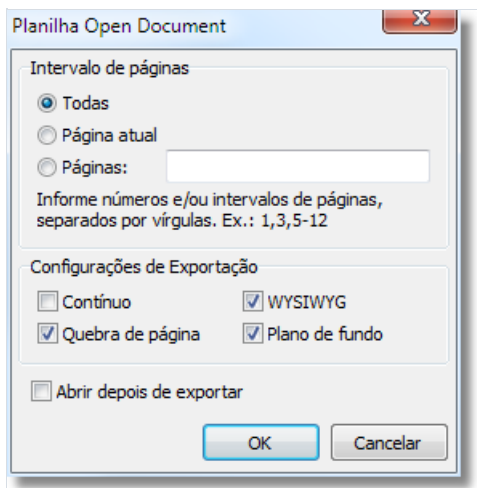 Planilha Open Document
Intervalo de páginas
Todas
Página atual
Páginas:
Informe números e/ou intervalos de páginas,
separados por vírgulas. Ex.: 1,3,5-12
Configurações de Exportação
Contínuo
WYSIWYG
Quebra de página
Plano de fundo
Abrir depois de exportar
OK
Cancelar